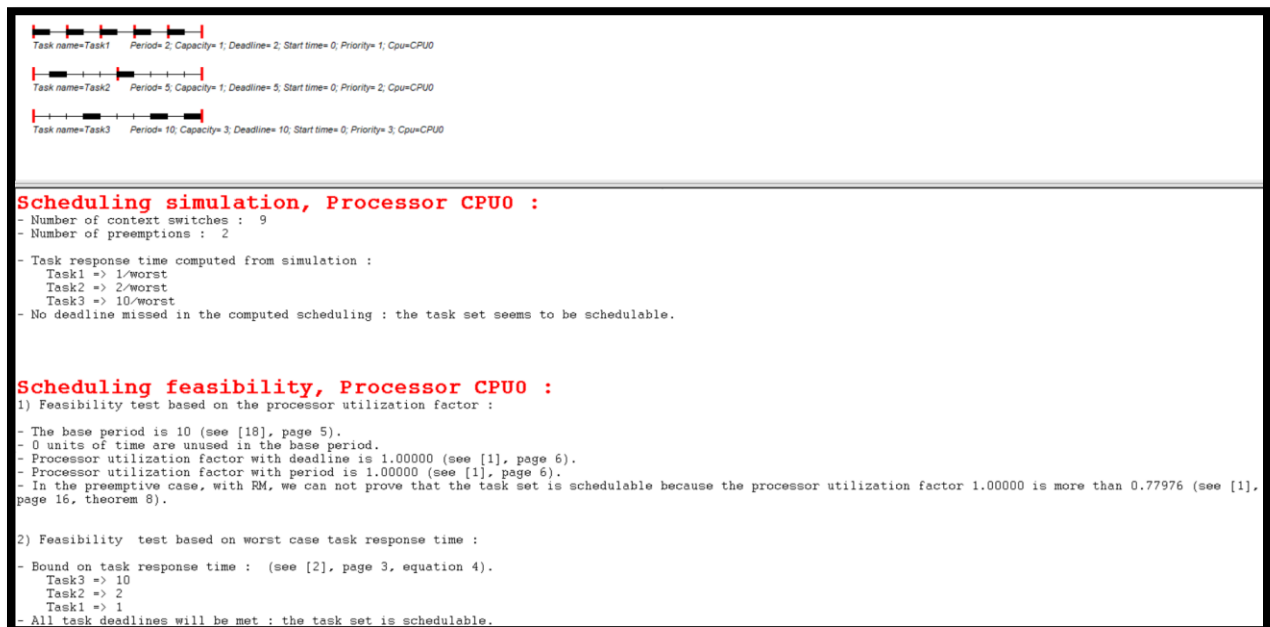 Task name=Task1 Period= 2; Capacity= 1; Deadline= 2; Start time= 0; Priority= 1; Cpu=CPU0
Task name=Task2 Period= 5; Capacity= 1; Deadline= 5; Start time= 0; Priority= 2; Cpu=CPU0
Task name=Task3 Period= 10; Capacity= 3; Deadline= 10; Start time= 0; Priority= 3; Cpu=CPU0
Scheduling simulation, Processor CPU0 :
- Number of context switches : 9
- Number of preemptions : 2
- Task response time computed from simulation :
Task1 => 1/worst
Task2 => 2/worst
Task3 => 10/worst
- No deadline missed in the computed scheduling : the task set seems to be schedulable.
Scheduling feasibility, Processor CPU0 :
1) Feasibility test based on the processor utilization factor :
- The base period is 10 (see [18], page 5).
- 0 units of time are unused in the base period.
- Processor utilization factor with deadline is 1.00000 (see [1], page 6).
- Processor utilization factor with period is 1.00000 (see [1], page 6).
- In the preemptive case, with RM, we can not prove that the task set is schedulable because the processor utilization factor 1.00000 is more than 0.77976 (see [1],
page 16, theorem 8).
2) Feasibility test based on worst case task response time :
- Bound on task response time : (see [2], page 3, equation 4).
Task3 => 10
Task2 => 2
Task1 => 1
- All task deadlines will be met : the task set is schedulable.